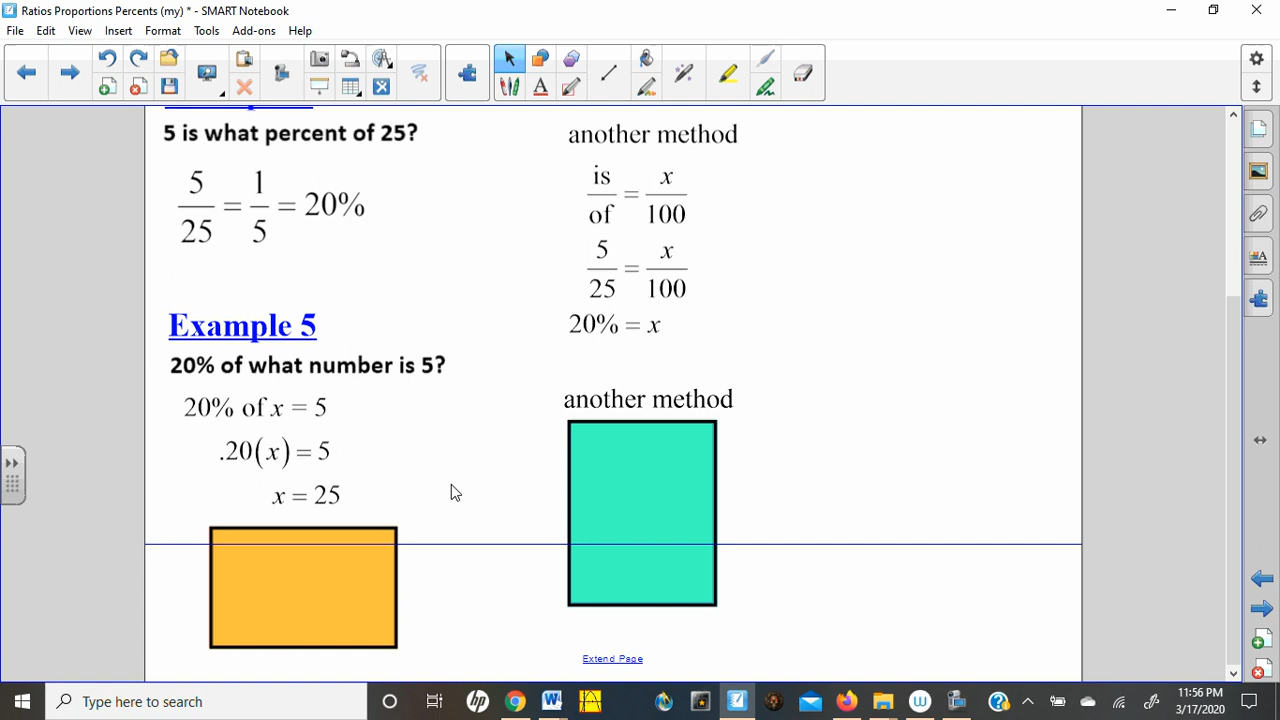 Ratios Proportions Percents (my) * - SMART Notebook
File Edit View Insert Format Tools Add-ons Help
5 is what percent of 25?
5/25 = 1/5 = 20%
another method
is/of = x/100
5/25 = x/100
20% = x
Example 5
20% of what number is 5?
20% of x = 5
.20(x) = 5
x = 25
another method
Extend Page
Type here to search
11:56 PM
3/17/2020